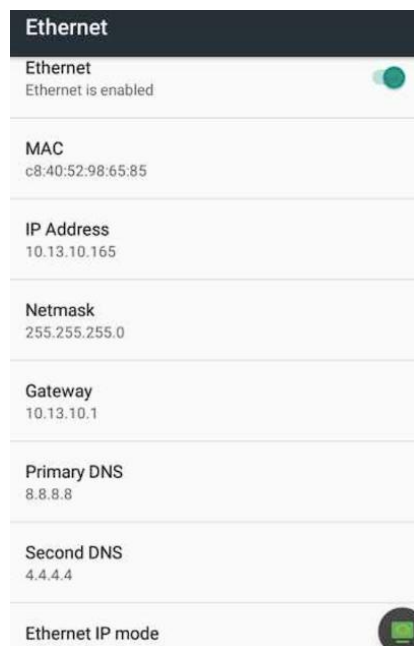 Ethernet
Ethernet
Ethernet is enabled
MAC
c8:40:52:98:65:85
IP Address
10.13.10.165
Netmask
255.255.255.0
Gateway
10.13.10.1
Primary DNS
8.8.8.8
Second DNS
4.4.4.4
Ethernet IP mode